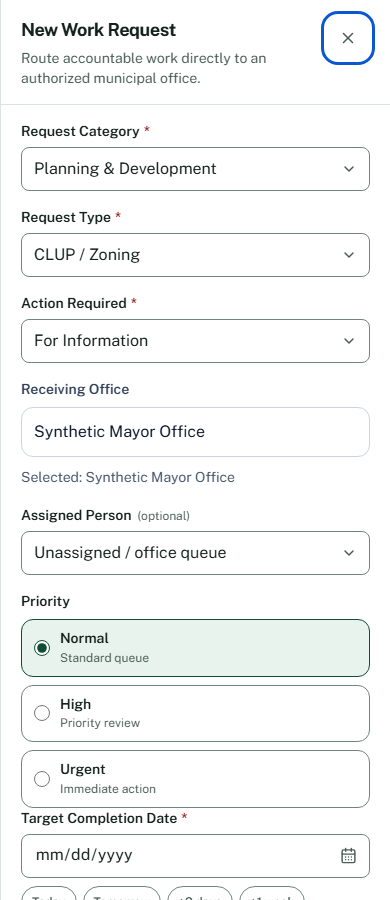 New Work Request
Route accountable work directly to an
authorized municipal office.
Request Category *
Planning & Development
Request Type *
CLUP / Zoning
Action Required *
For Information
Receiving Office
Synthetic Mayor Office
Selected: Synthetic Mayor Office
Assigned Person (optional)
Unassigned / office queue
Priority
Normal
Standard queue
High
Priority review
Urgent
Immediate action
Target Completion Date *
mm/dd/yyyy